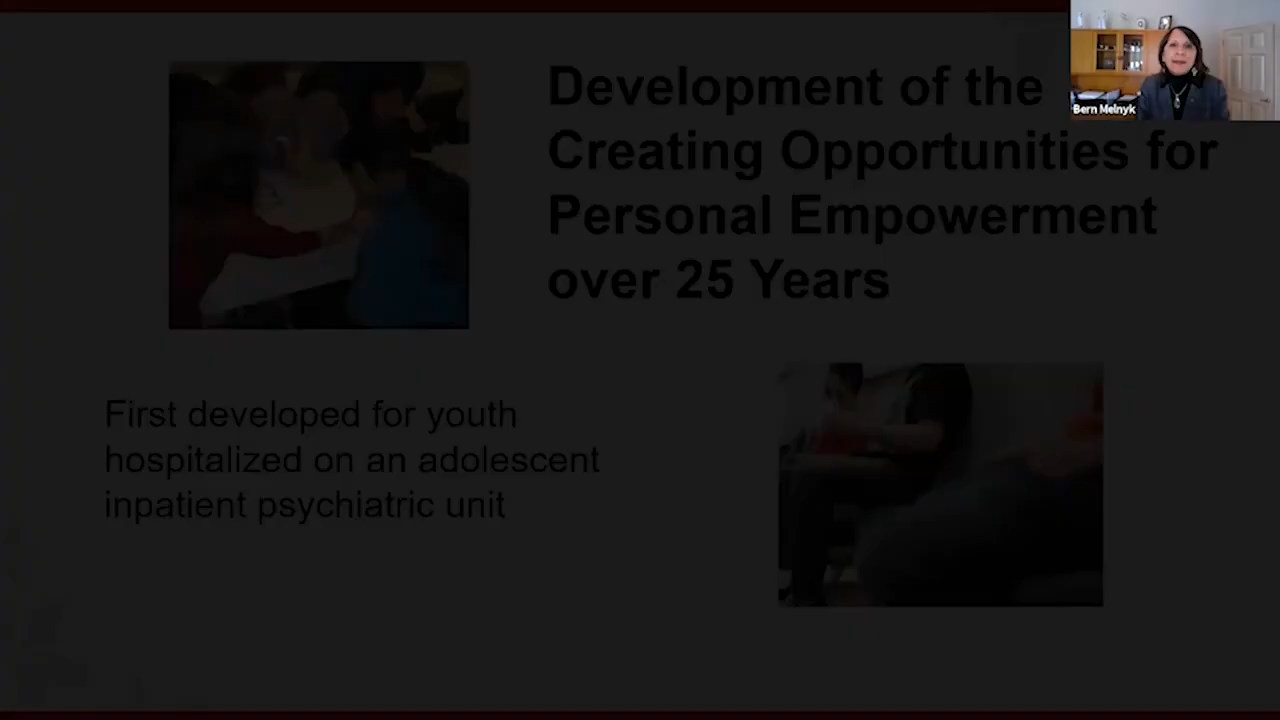 Development of the
Creating Opportunities for
Personal Empowerment
over 25 Years
Bern Melnyk
First developed for youth
hospitalized on an adolescent
inpatient psychiatric unit